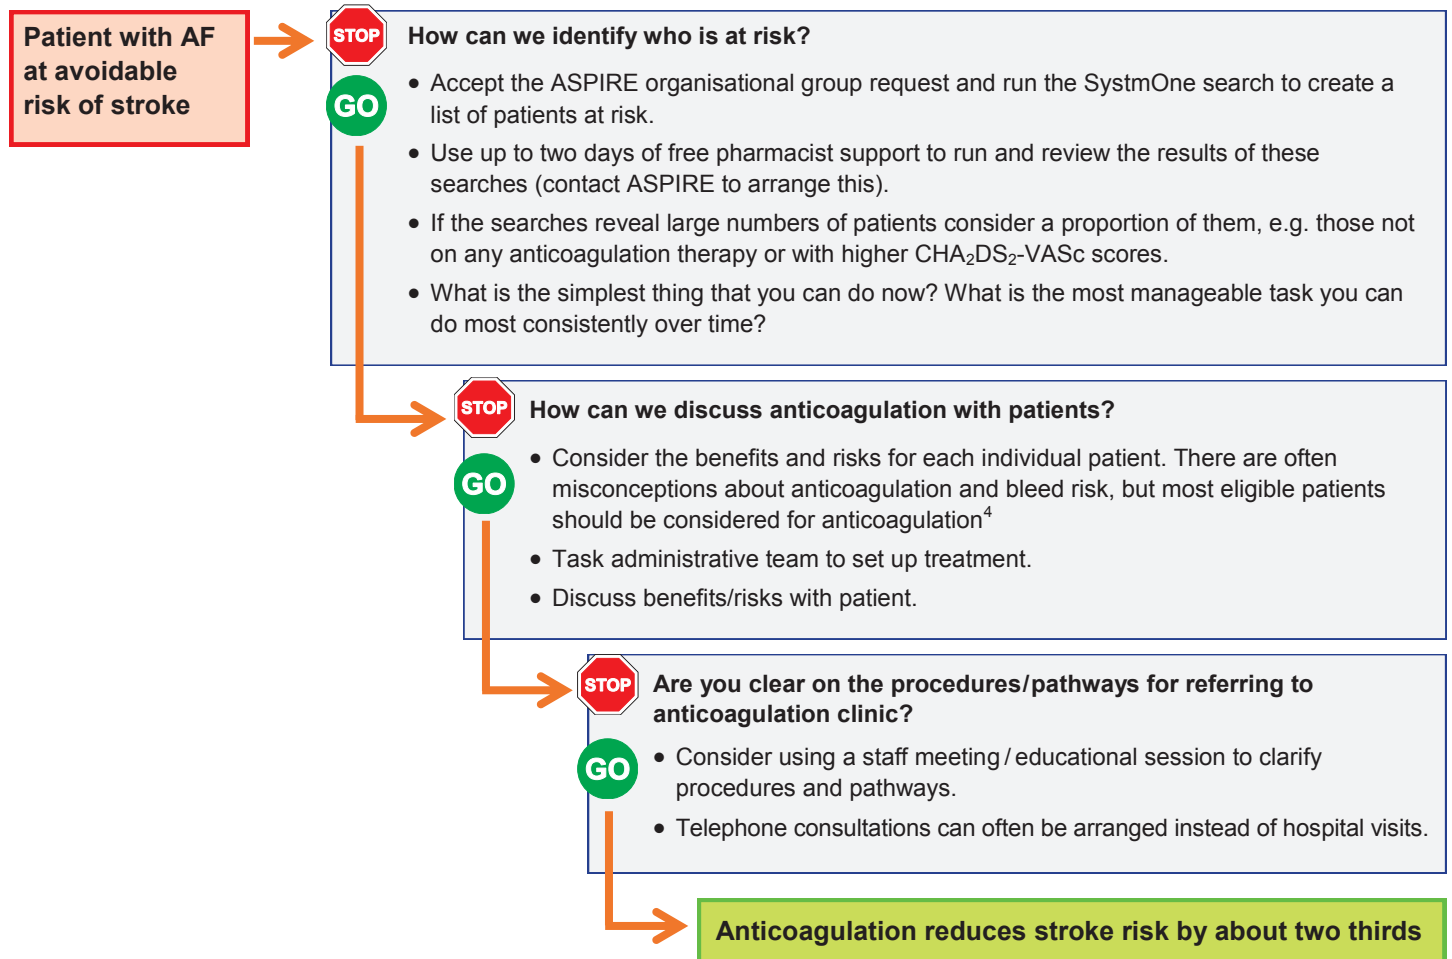 Patient with AF
at avoidable
risk of stroke
STOP
How can we identify who is at risk?
GO
• Accept the ASPIRE organisational group request and run the SystmOne search to create a
list of patients at risk.
• Use up to two days of free pharmacist support to run and review the results of these
searches (contact ASPIRE to arrange this).
• If the searches reveal large numbers of patients consider a proportion of them, e.g. those not
on any anticoagulation therapy or with higher CHA₂DS₂-VASc scores.
• What is the simplest thing that you can do now? What is the most manageable task you can
do most consistently over time?
STOP
How can we discuss anticoagulation with patients?
GO
• Consider the benefits and risks for each individual patient. There are often
misconceptions about anticoagulation and bleed risk, but most eligible patients
should be considered for anticoagulation⁴
• Task administrative team to set up treatment.
• Discuss benefits/risks with patient.
STOP
Are you clear on the procedures/pathways for referring to
anticoagulation clinic?
GO
• Consider using a staff meeting / educational session to clarify
procedures and pathways.
• Telephone consultations can often be arranged instead of hospital visits.
Anticoagulation reduces stroke risk by about two thirds